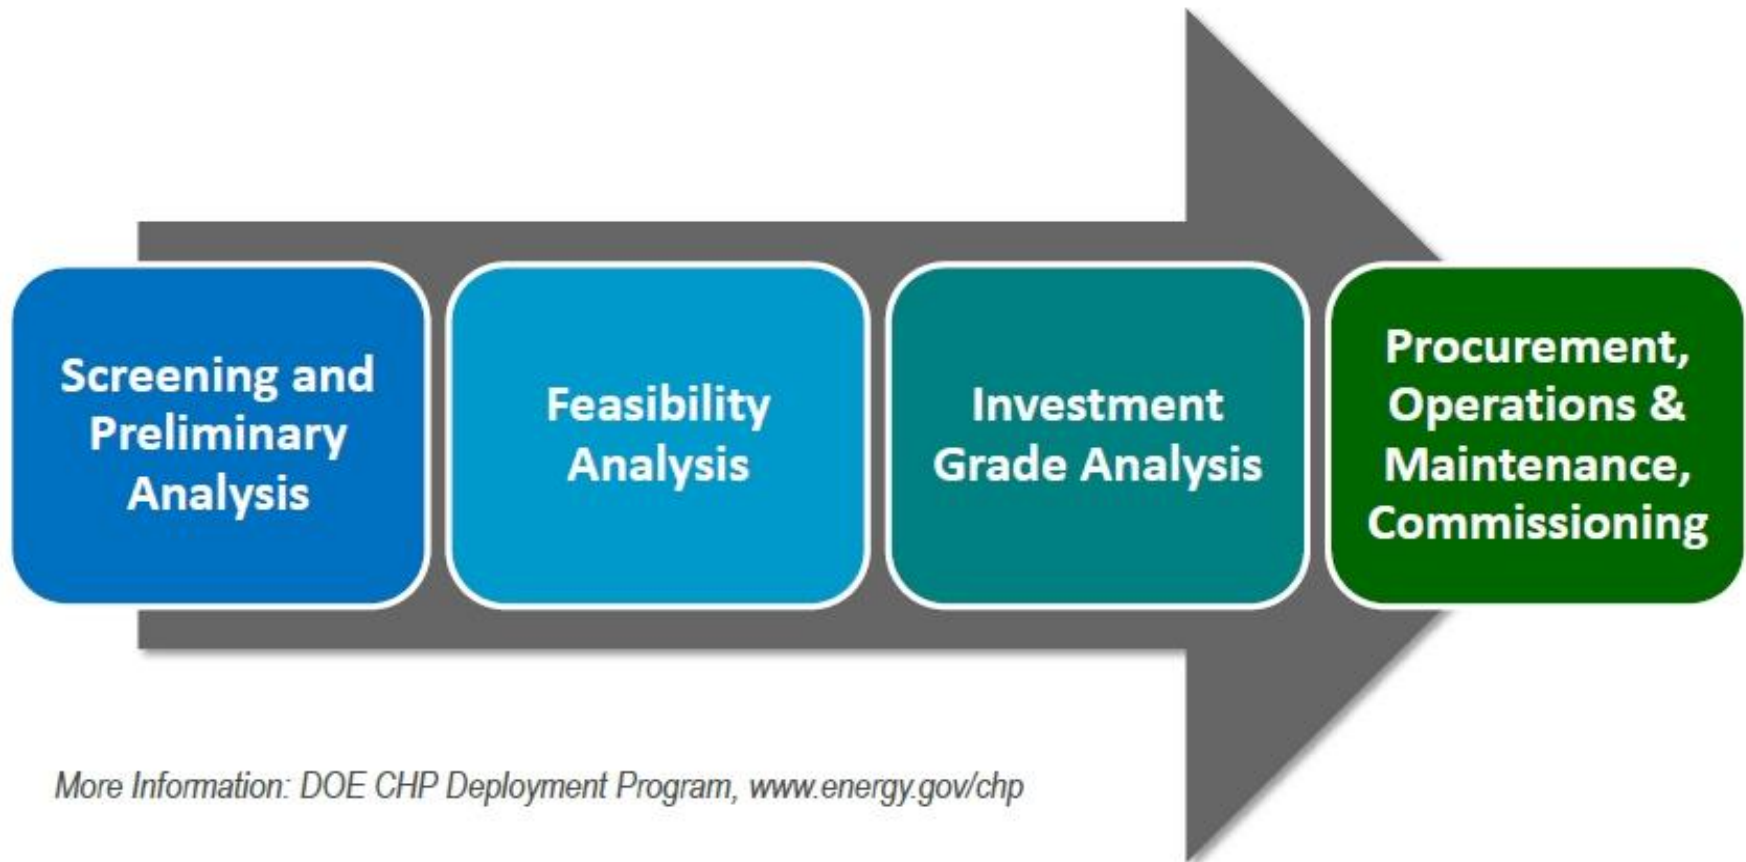 Screening and
Preliminary
Analysis
Feasibility
Analysis
Investment
Grade Analysis
Procurement,
Operations &
Maintenance,
Commissioning
More Information: DOE CHP Deployment Program, www.energy.gov/chp